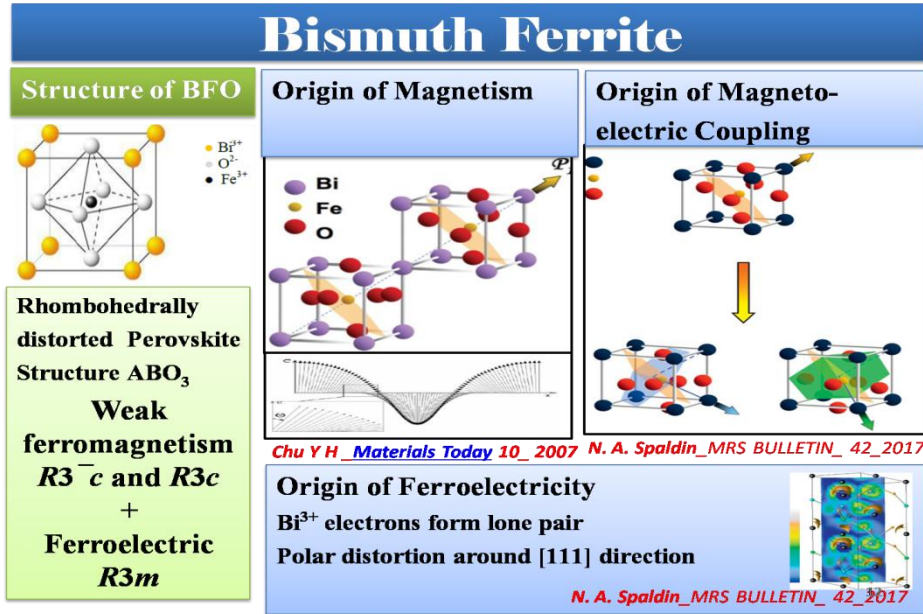 Bismuth Ferrite
Structure of BFO
Bi³⁺
O²⁻
Fe³⁺
Rhombohedrally
distorted Perovskite
Structure ABO₃
Weak
ferromagnetism
R3¯c and R3c
+
Ferroelectric
R3m
Origin of Magnetism
Bi
Fe
O
Chu Y H _Materials Today 10_ 2007
Origin of Magneto-
electric Coupling
N. A. Spaldin_MRS BULLETIN_ 42_2017
Origin of Ferroelectricity
Bi³⁺ electrons form lone pair
Polar distortion around [111] direction
N. A. Spaldin_MRS BULLETIN_ 42_2017